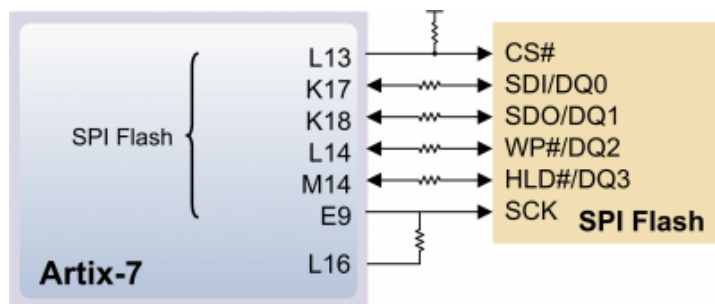 L13 CS#
K17 SDI/DQ0
K18 SDO/DQ1
SPI Flash
L14 WP#/DQ2
M14 HLD#/DQ3
E9 SCK
SPI Flash
L16
Artix-7